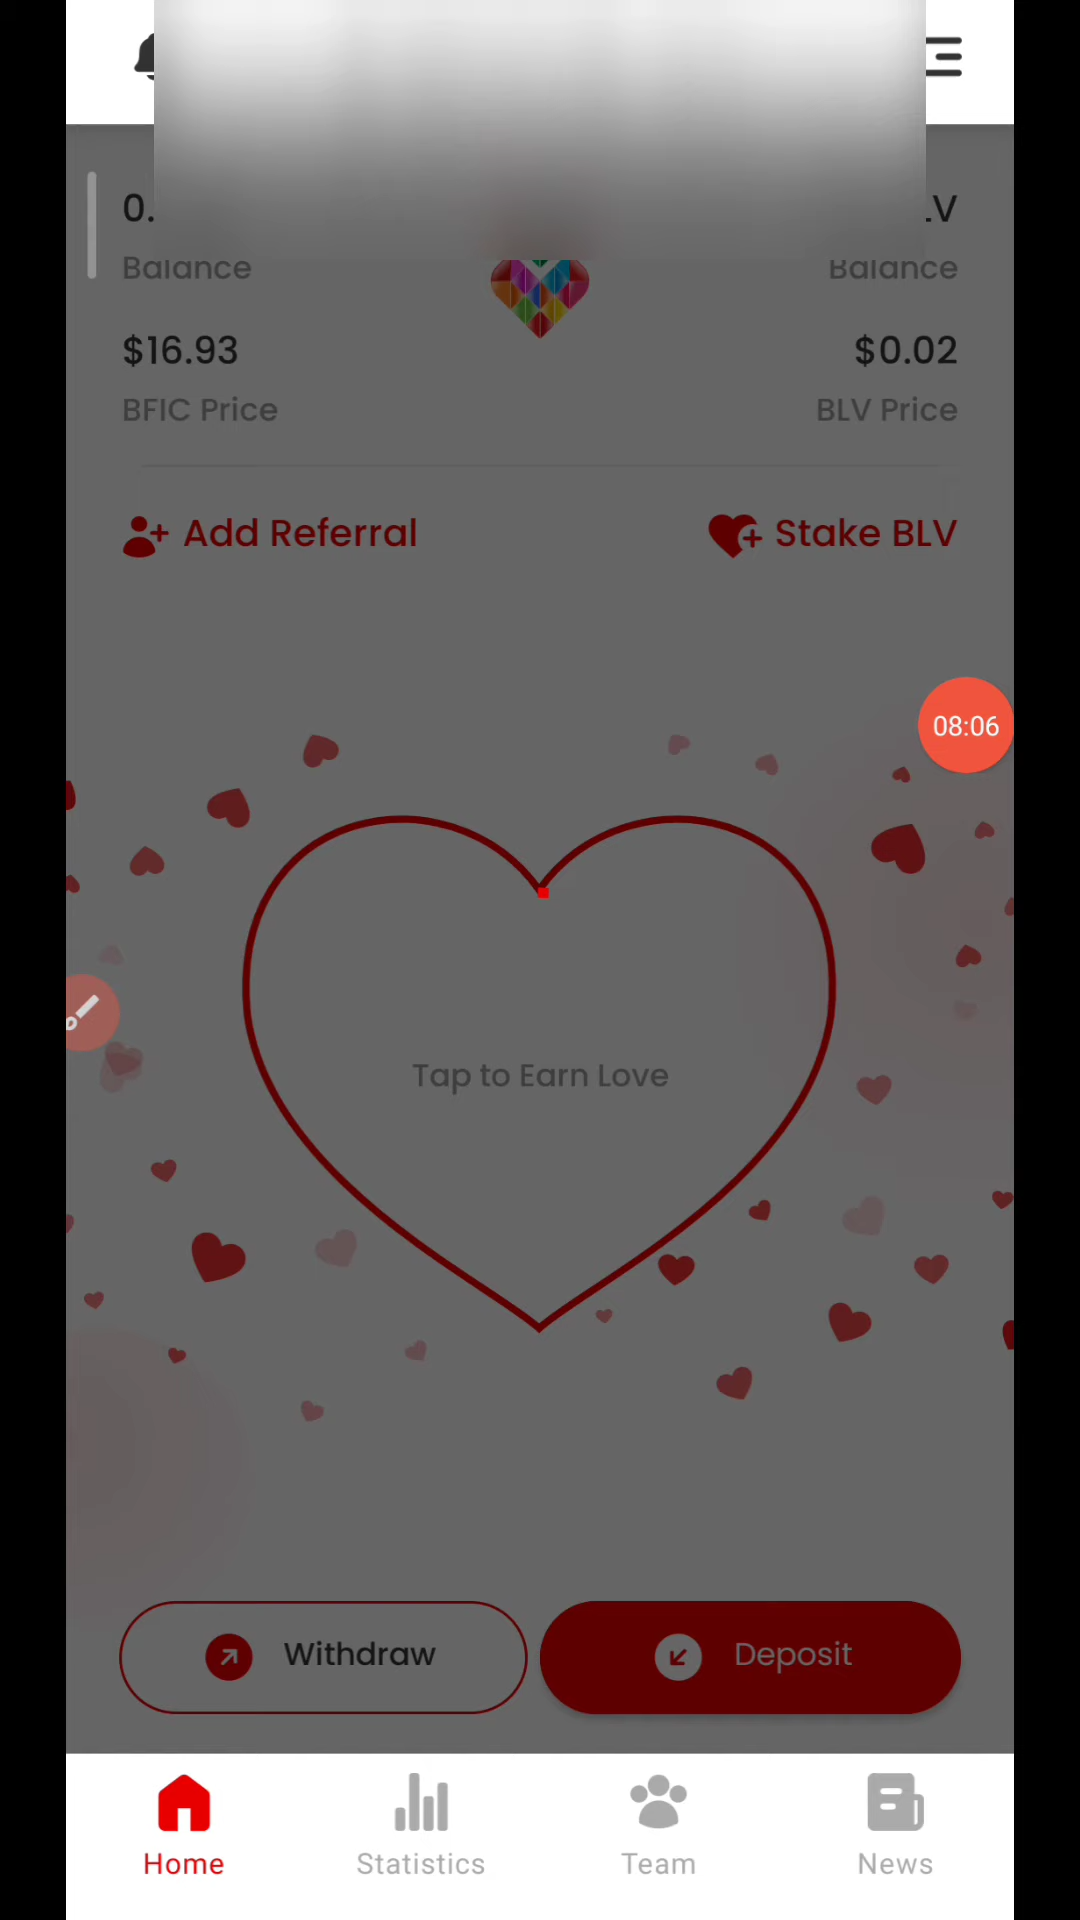 0.
LV
Balance
Balance
$16.93
$0.02
BFIC Price
BLV Price
Add Referral
Stake BLV
08:06
Tap to Earn Love
Withdraw
Deposit
Home
Statistics
Team
News